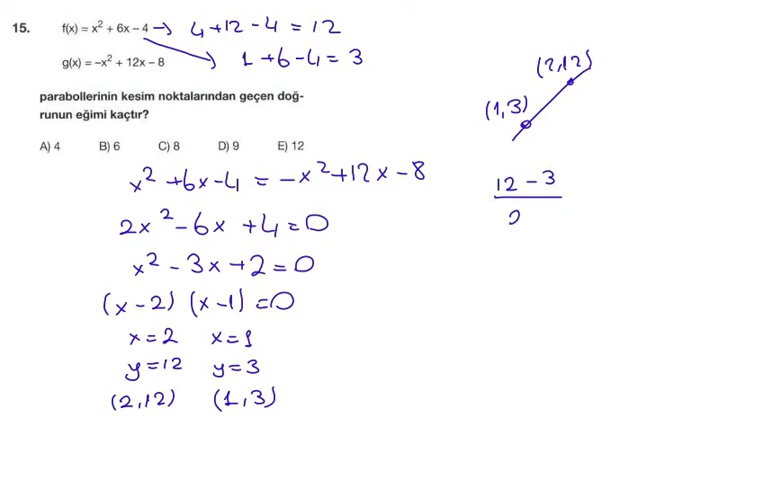 15. f(x) = x² + 6x – 4 → 4 + 12 – 4 = 12
g(x) = –x² + 12x – 8 → 1 + 6 – 4 = 3
parabollerinin kesim noktalarından geçen doğ-
runun eğimi kaçtır?
A) 4 B) 6 C) 8 D) 9 E) 12
(2,12)
(1,3)
x² + 6x – 4 = –x² + 12x – 8
2x² – 6x + 4 = 0
x² – 3x + 2 = 0
(x – 2) (x – 1) = 0
x = 2 x = 1
y = 12 y = 3
(2,12) (1,3)
12 – 3